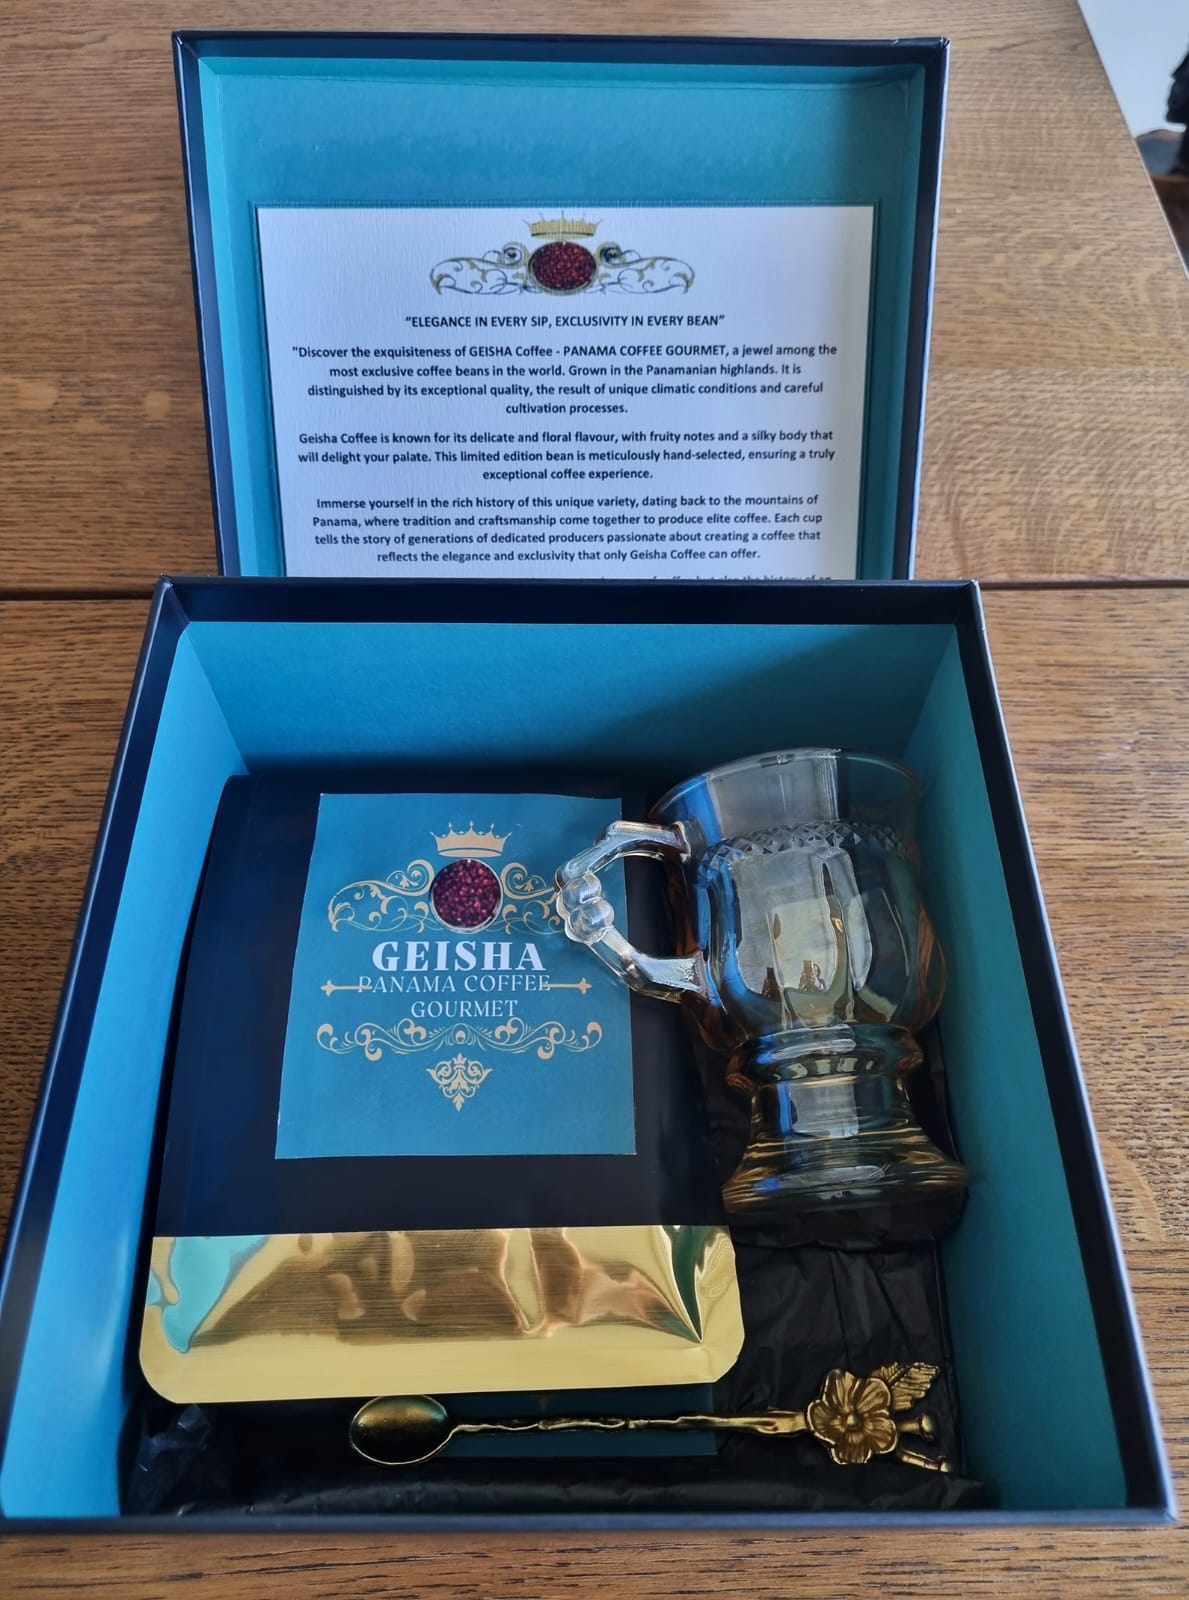 “ELEGANCE IN EVERY SIP, EXCLUSIVITY IN EVERY BEAN”
"Discover the exquisiteness of GEISHA Coffee - PANAMA COFFEE GOURMET, a jewel among the
most exclusive coffee beans in the world. Grown in the Panamanian highlands. It is
distinguished by its exceptional quality, the result of unique climatic conditions and careful
cultivation processes.
Geisha Coffee is known for its delicate and floral flavour, with fruity notes and a silky body that
will delight your palate. This limited edition bean is meticulously hand-selected, ensuring a truly
exceptional coffee experience.
Immerse yourself in the rich history of this unique variety, dating back to the mountains of
Panama, where tradition and craftsmanship come together to produce elite coffee. Each cup
tells the story of generations of dedicated producers passionate about creating a coffee that
reflects the elegance and exclusivity that only Geisha Coffee can offer.
GEISHA
PANAMA COFFEE
GOURMET